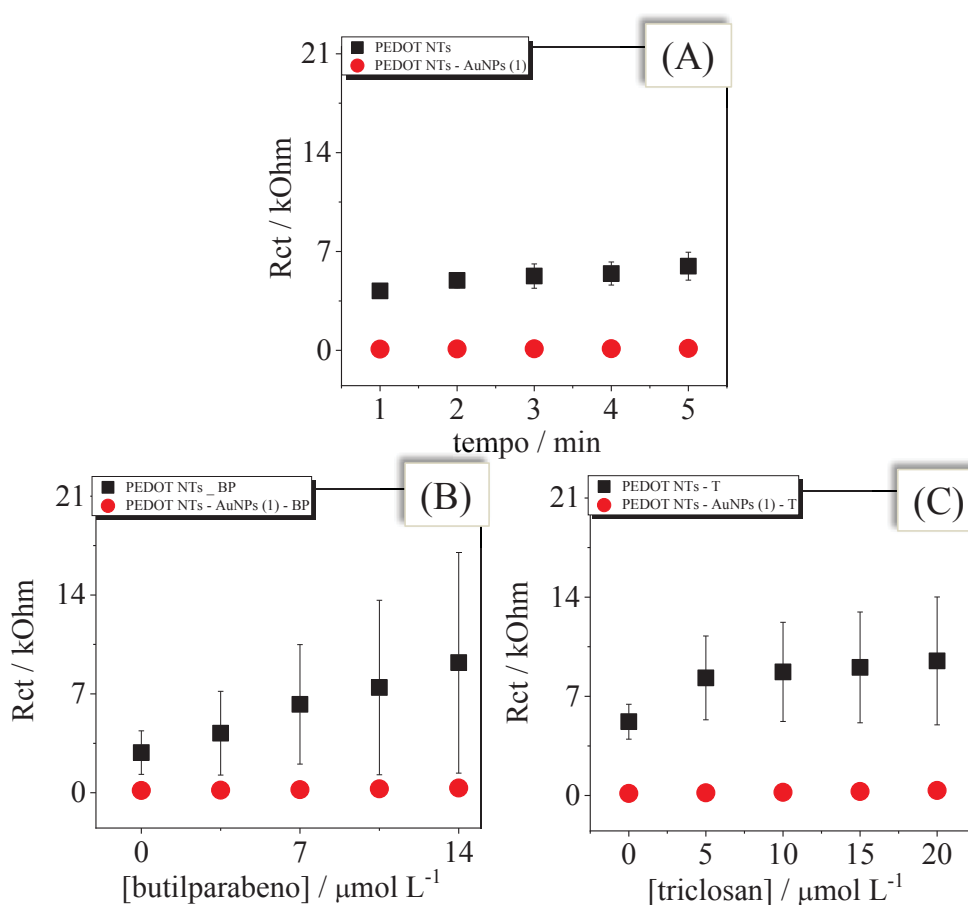 21
PEDOT NTs
PEDOT NTs - AuNPs (1)
(A)
14
7
0
Rct / kOhm
1 2 3 4 5
tempo / min
21
PEDOT NTs _ BP
PEDOT NTs - AuNPs (1) - BP
(B)
14
7
0
Rct / kOhm
0 7 14
[butilparabeno] / μmol L⁻¹
21
PEDOT NTs - T
PEDOT NTs - AuNPs (1) - T
(C)
14
7
0
Rct / kOhm
0 5 10 15 20
[triclosan] / μmol L⁻¹